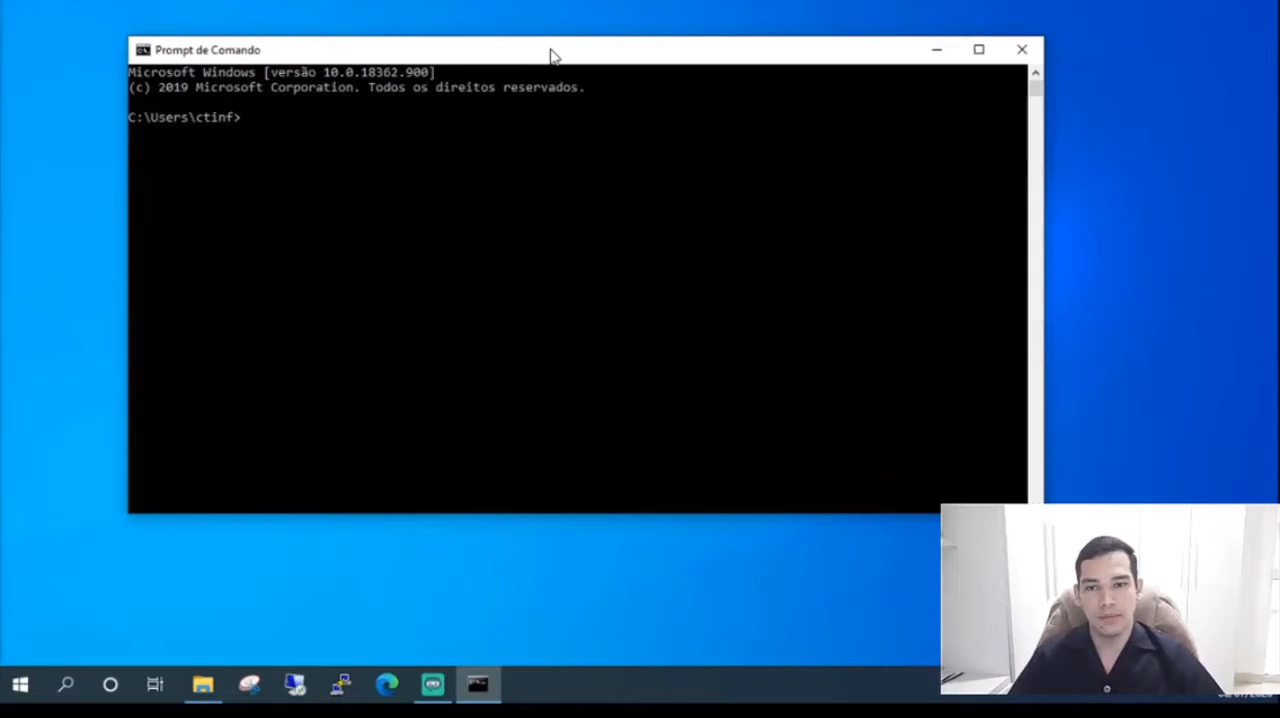 Prompt de Comando
Microsoft Windows [versão 10.0.18362.900]
(c) 2019 Microsoft Corporation. Todos os direitos reservados.
C:\Users\ctinf>